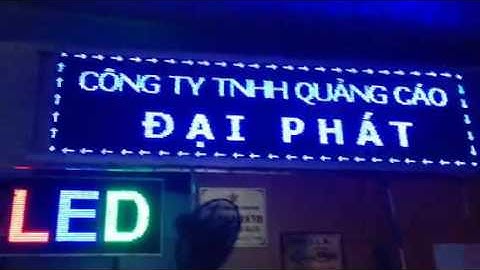 CÔNG TY TNHH QUẢNG CÁO
ĐẠI PHÁT
LED